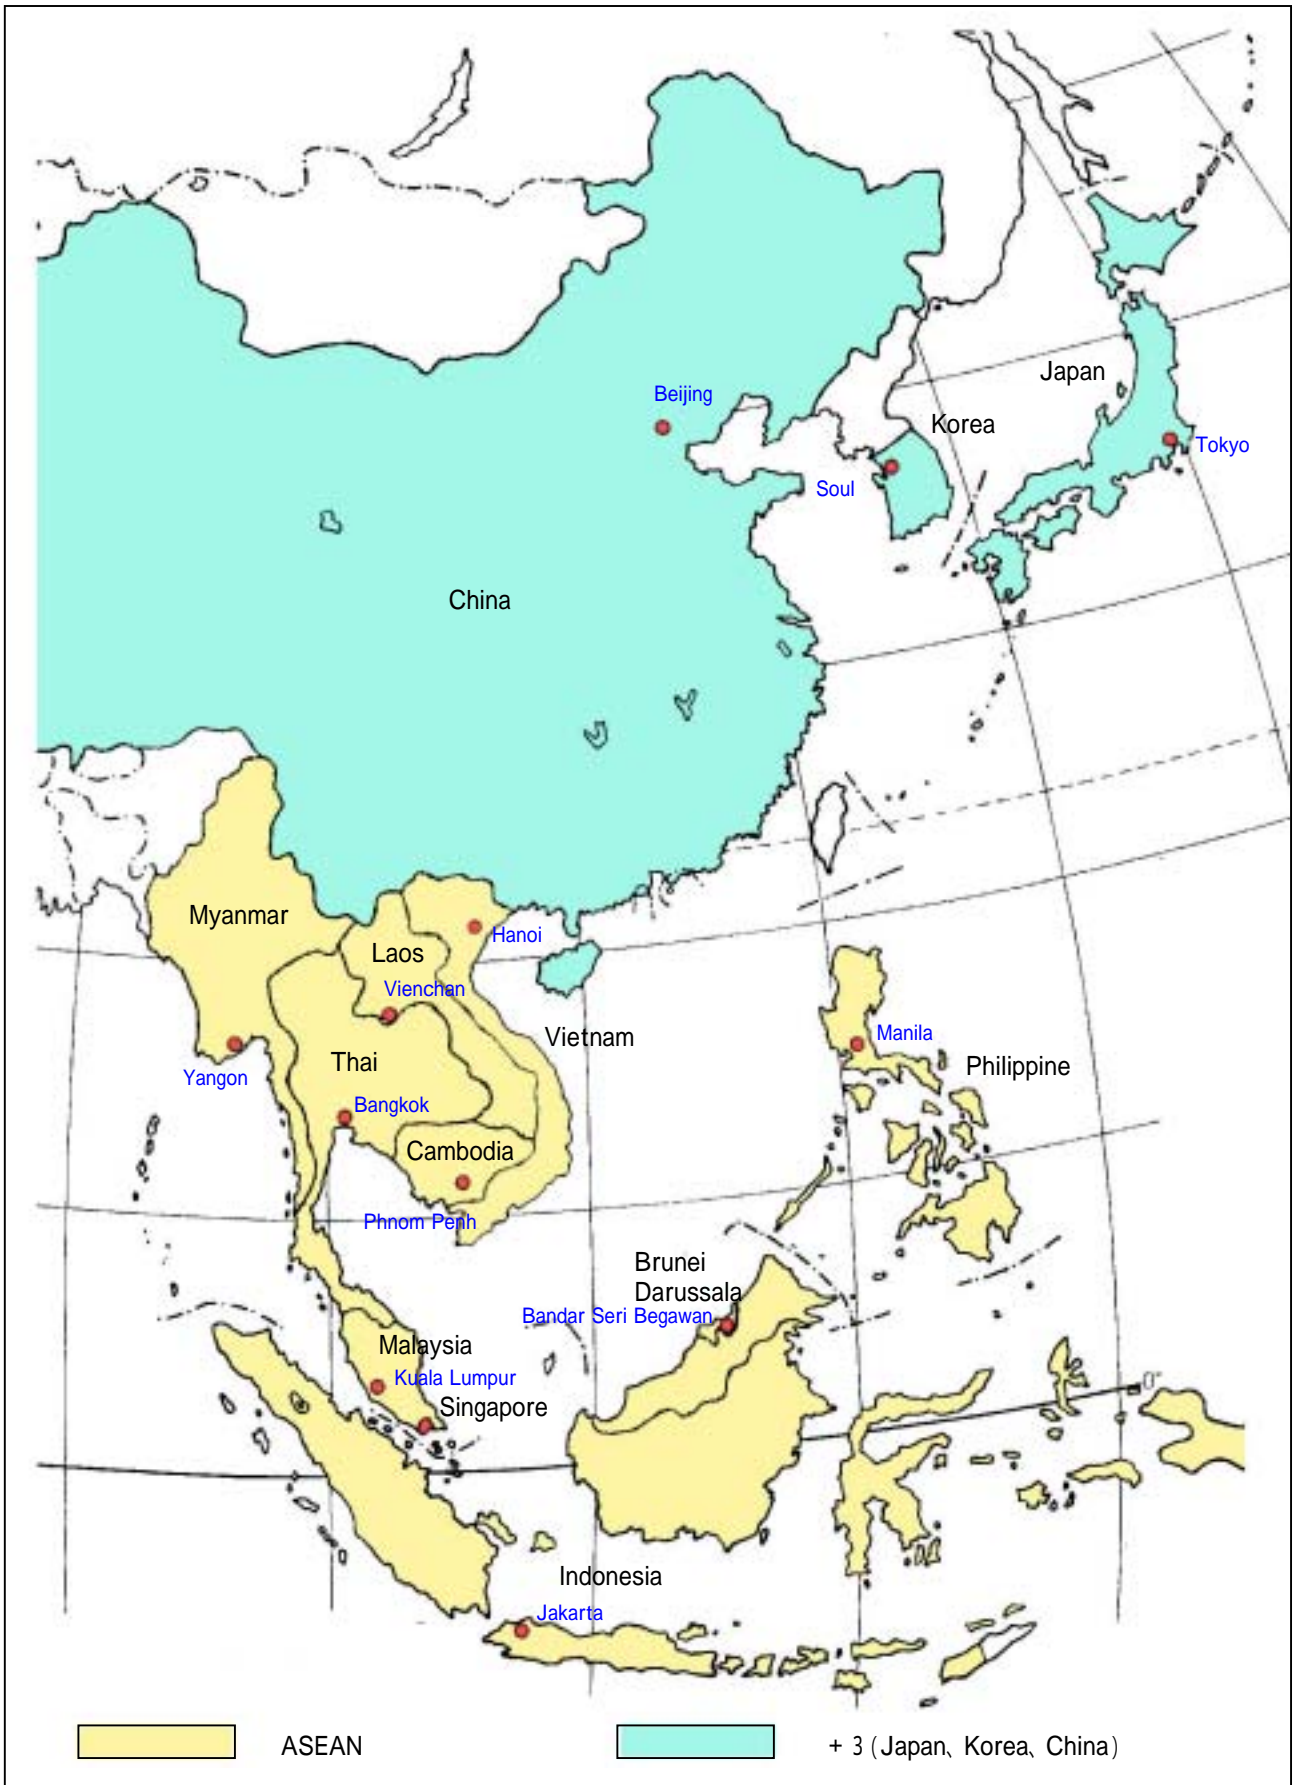 Japan
Beijing
Korea
Tokyo
Soul
China
Myanmar
Hanoi
Laos
Vienchan
Vietnam
Manila
Thai
Philippine
Yangon
Bangkok
Cambodia
Phnom Penh
Brunei
Darussala
Bandar Seri Begawan
Malaysia
Kuala Lumpur
Singapore
0°
Indonesia
Jakarta
ASEAN
+ 3 (Japan、Korea、China)